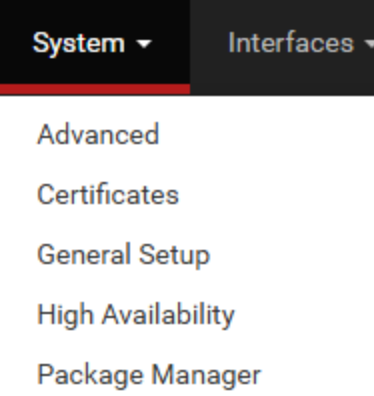 System Interfaces
Advanced
Certificates
General Setup
High Availability
Package Manager